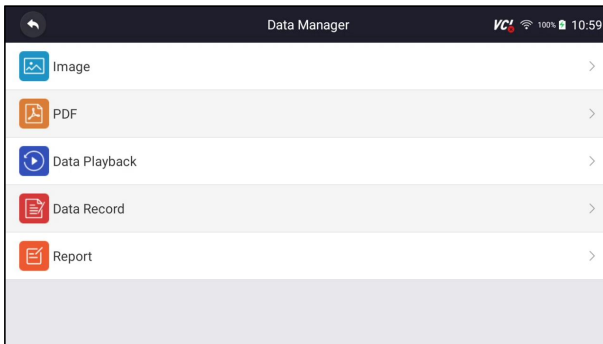 Data Manager VCI 100% 10:59
Image
PDF
Data Playback
Data Record
Report